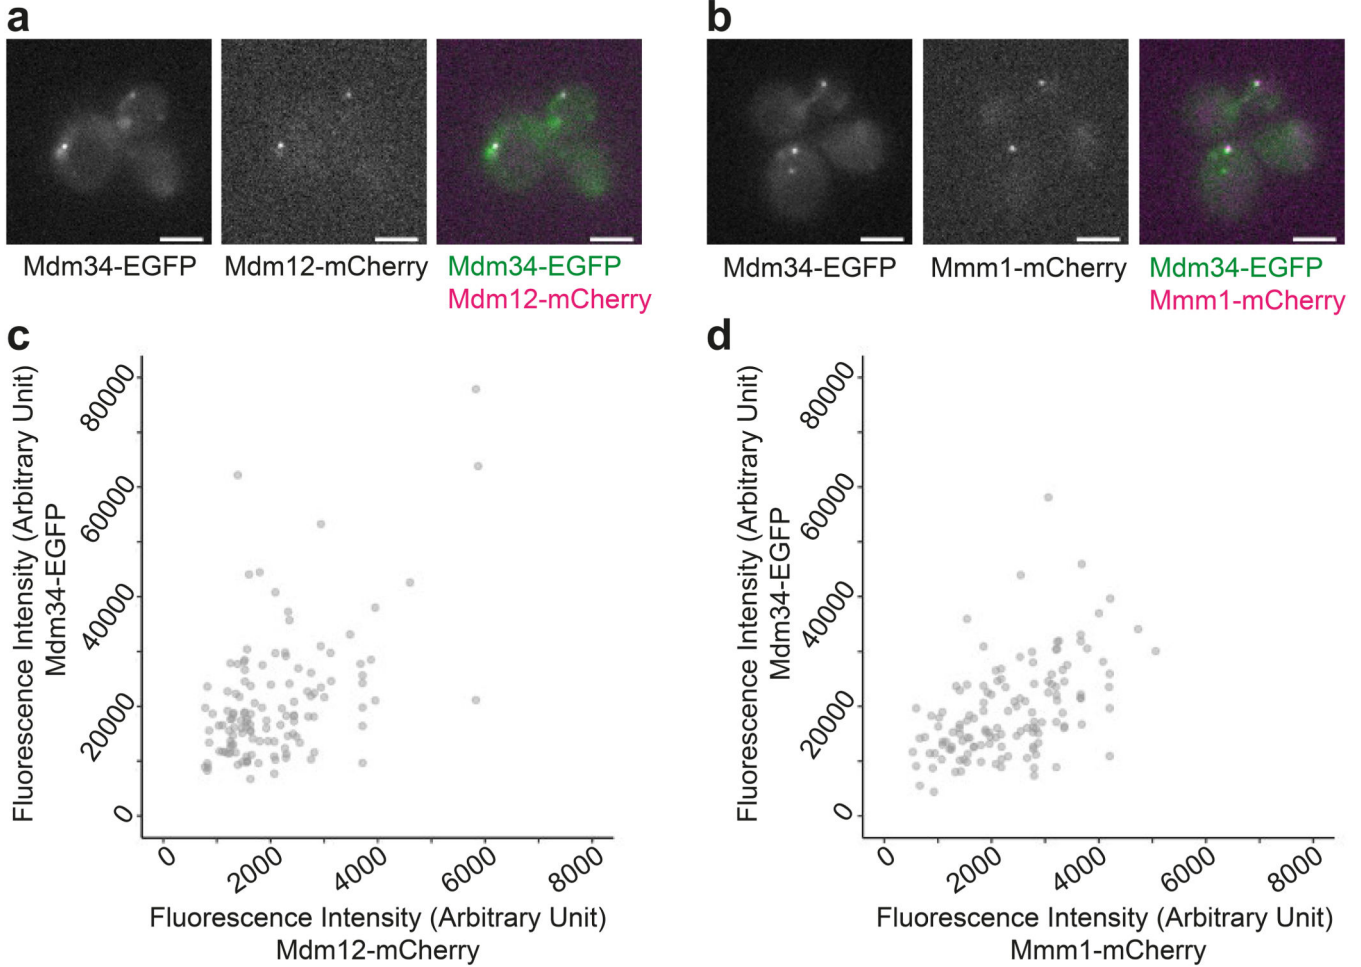 a
b
Mdm34-EGFP
Mdm12-mCherry
Mdm34-EGFP
Mdm12-mCherry
Mdm34-EGFP
Mmm1-mCherry
Mdm34-EGFP
Mmm1-mCherry
c
Fluorescence Intensity (Arbitrary Unit)
Mdm34-EGFP
80000
60000
40000
20000
0
0
2000
4000
6000
8000
Fluorescence Intensity (Arbitrary Unit)
Mdm12-mCherry
d
Fluorescence Intensity (Arbitrary Unit)
Mdm34-EGFP
80000
60000
40000
20000
0
0
2000
4000
6000
8000
Fluorescence Intensity (Arbitrary Unit)
Mmm1-mCherry